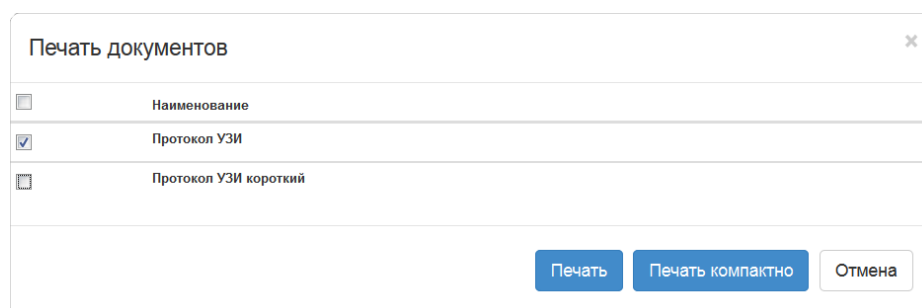 Печать документов ×
Наименование
Протокол УЗИ
Протокол УЗИ короткий
Печать Печать компактно Отмена